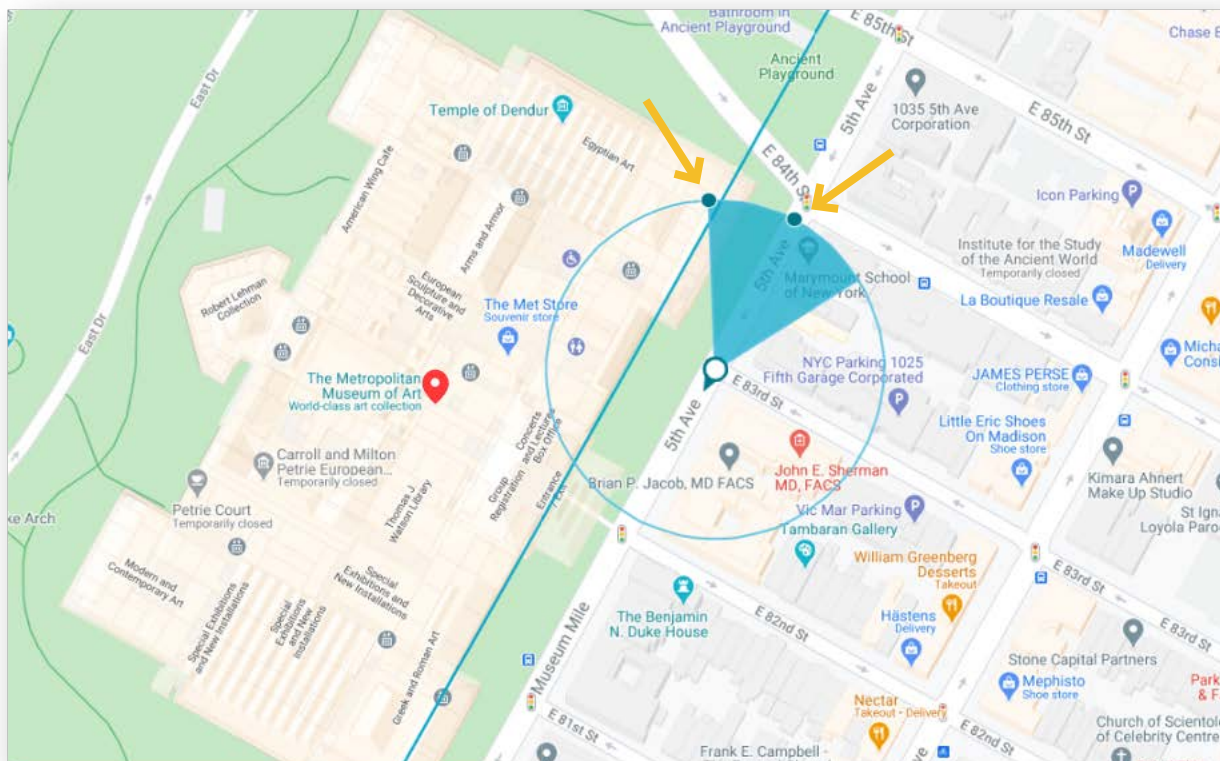 Bathroom in
Ancient Playground
E 85th St
Chase B
Ancient
Playground
East Dr
5th Ave
1035 5th Ave
Corporation
E 85th St
Temple of Dendur
Egyptian Art
E 84th St
American Wing Cafe
Arms and Armor
Icon Parking
Institute for the Study
of the Ancient World
Temporarily closed
Madewell
Delivery
European
Sculpture and
Decorative
Arts
5th Ave
Marymount School
of New York
La Boutique Resale
Robert Lehman
Collection
The Met Store
Souvenir store
East Dr
NYC Parking 1025
Fifth Garage Corporated
JAMES PERSE
Clothing store
The Metropolitan
Museum of Art
World-class art collection
E 83rd St
Concerts
and Lectures
Box Office
5th Ave
Little Eric Shoes
On Madison
Shoe store
Carroll and Milton
Petrie European...
Temporarily closed
Group
Registration
Entrance
/ Exit
Brian P. Jacob, MD FACS
John E. Sherman
MD, FACS
Kimara Ahnert
Make Up Studio
Petrie Court
Temporarily closed
Thomas J
Watson Library
Vic Mar Parking
Tambaran Gallery
St Ign
Loyola Paro
ke Arch
William Greenberg
Desserts
Takeout
Modern and
Contemporary Art
Special Exhibitions
and New Installations
Special
Exhibitions
and New
Installations
Special
Exhibitions and
New Installations
E 83rd St
The Benjamin
N. Duke House
E 82nd St
Hästens
Delivery
E 83rd St
Museum Mile
Greek and Roman Art
Stone Capital Partners
Mephisto
Shoe store
Park
& F
Nectar
Takeout • Delivery
E 81st St
E 82nd St
Church of Scientol
of Celebrity Centre
Frank E. Campbell -